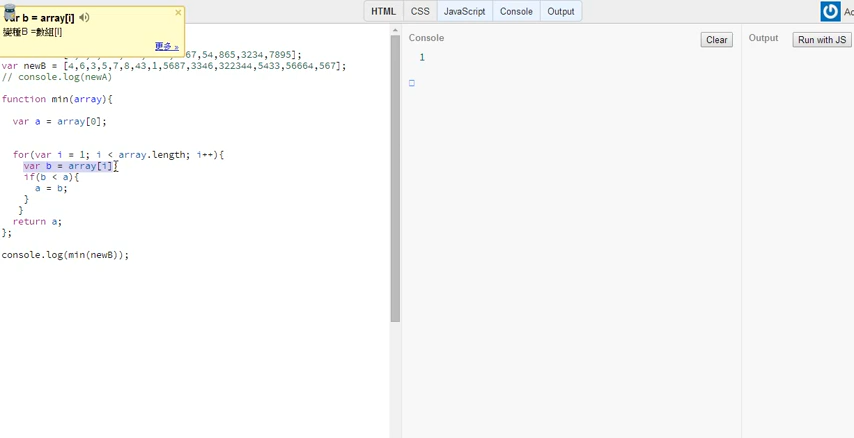 HTML CSS JavaScript Console Output
var b = array[i]
變種B =數組[I]
更多 »
67,54,865,3234,7895];
var newB = [4,6,3,5,7,8,43,1,5687,3346,322344,5433,56664,567];
// console.log(newA)
function min(array){
var a = array[0];
for(var i = 1; i < array.length; i++){
var b = array[i]
if(b < a){
a = b;
}
}
return a;
};
console.log(min(newB));
Console
Clear
1
Output
Run with JS